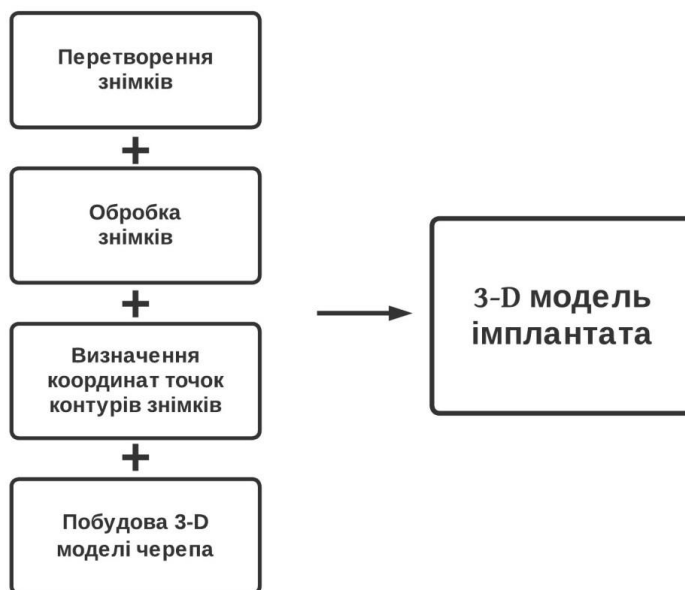 Перетворення
знімків
+
Обробка
знімків
+
Визначення
координат точок
контурів знімків
+
Побудова 3-D
моделі черепа
3-D модель
імплантата